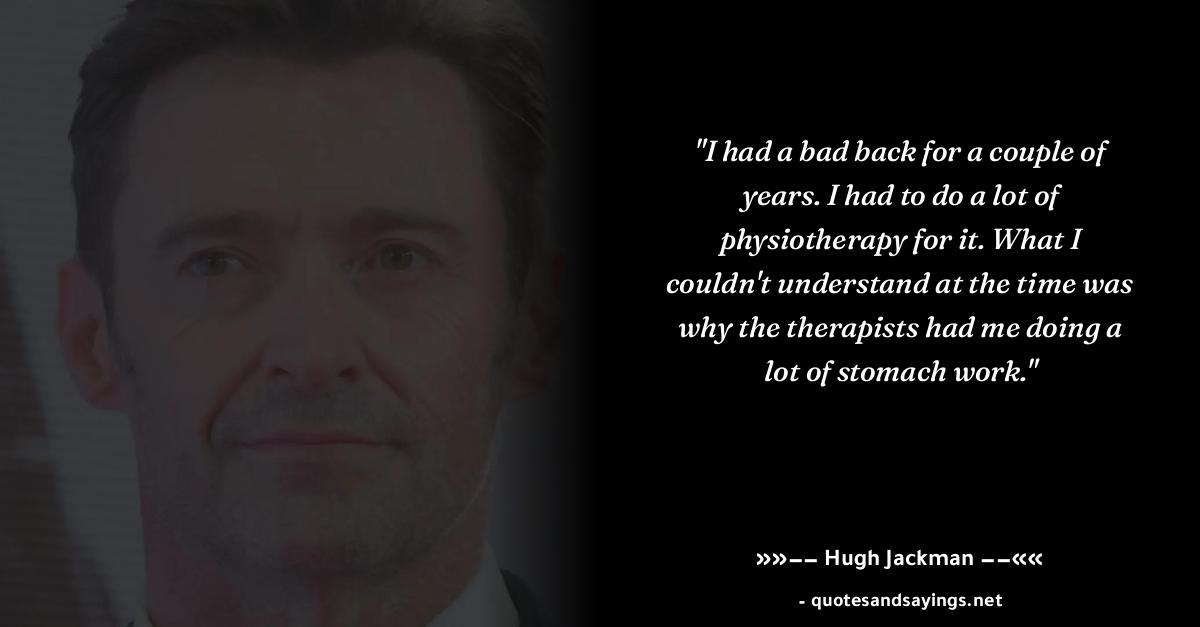 "I had a bad back for a couple of
years. I had to do a lot of
physiotherapy for it. What I
couldn't understand at the time was
why the therapists had me doing a
lot of stomach work."
»»-- Hugh Jackman --««
- quotesandsayings.net